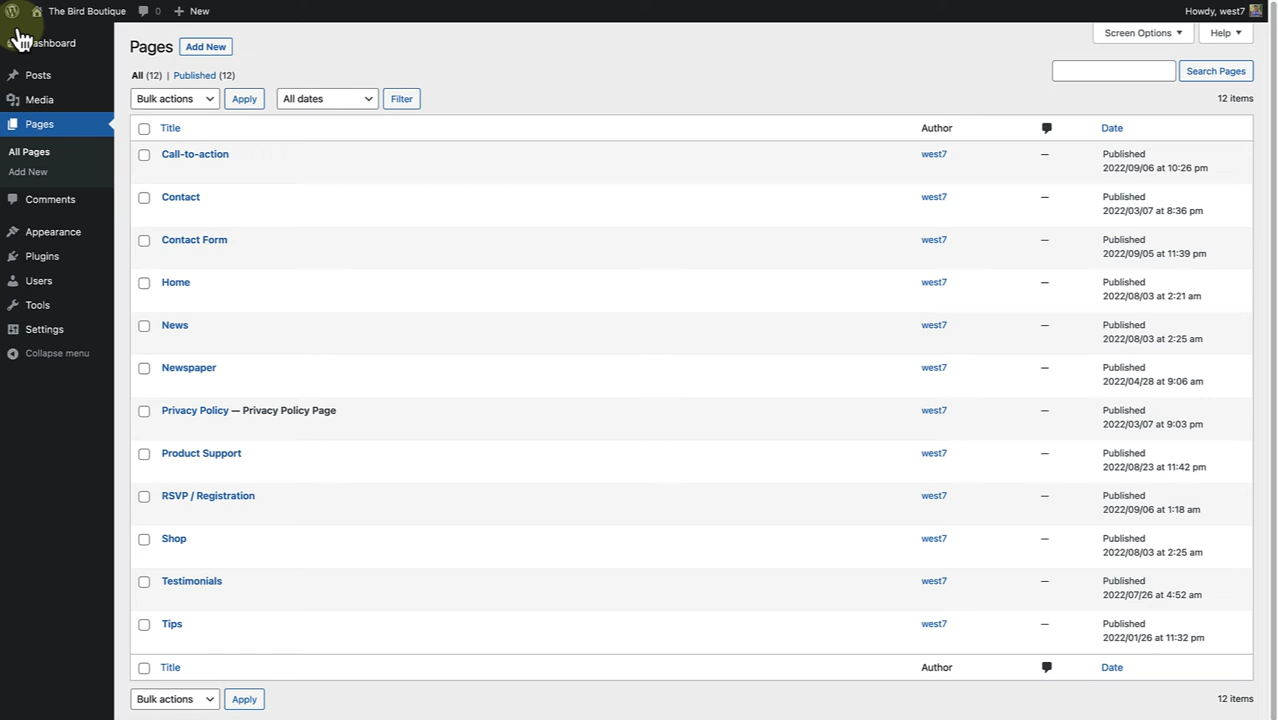 The Bird Boutique 0 + New Howdy, west7
Dashboard
Posts
Media
Pages
All Pages
Add New
Comments
Appearance
Plugins
Users
Tools
Settings
Collapse menu
Screen Options Help
Pages Add New
All (12) | Published (12)
Search Pages
Bulk actions Apply All dates Filter 12 items
Title Author Date
Call-to-action west7 — Published
2022/09/06 at 10:26 pm
Contact west7 — Published
2022/03/07 at 8:36 pm
Contact Form west7 — Published
2022/09/05 at 11:39 pm
Home west7 — Published
2022/08/03 at 2:21 am
News west7 — Published
2022/08/03 at 2:25 am
Newspaper west7 — Published
2022/04/28 at 9:06 am
Privacy Policy — Privacy Policy Page west7 — Published
2022/03/07 at 9:03 pm
Product Support west7 — Published
2022/08/23 at 11:42 pm
RSVP / Registration west7 — Published
2022/09/06 at 1:18 am
Shop west7 — Published
2022/08/03 at 2:25 am
Testimonials west7 — Published
2022/07/26 at 4:52 am
Tips west7 — Published
2022/01/26 at 11:32 pm
Title Author Date
Bulk actions Apply 12 items